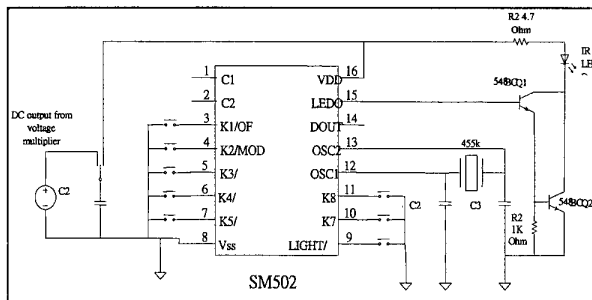 R2 4.7
Ohm
IR
LE
DC output from
voltage
multiplier
C2
1 C1 VDD 16
2 C2 LEDO 15
3 K1/OF DOUT 14
4 K2/MOD OSC2 13
5 K3/ OSC1 12
6 K4/ K8 11
7 K5/ K7 10
8 Vss LIGHT/ 9
548BCQ1
455k
C2
C3
548BCQ2
R2
1K
Ohm
SM502